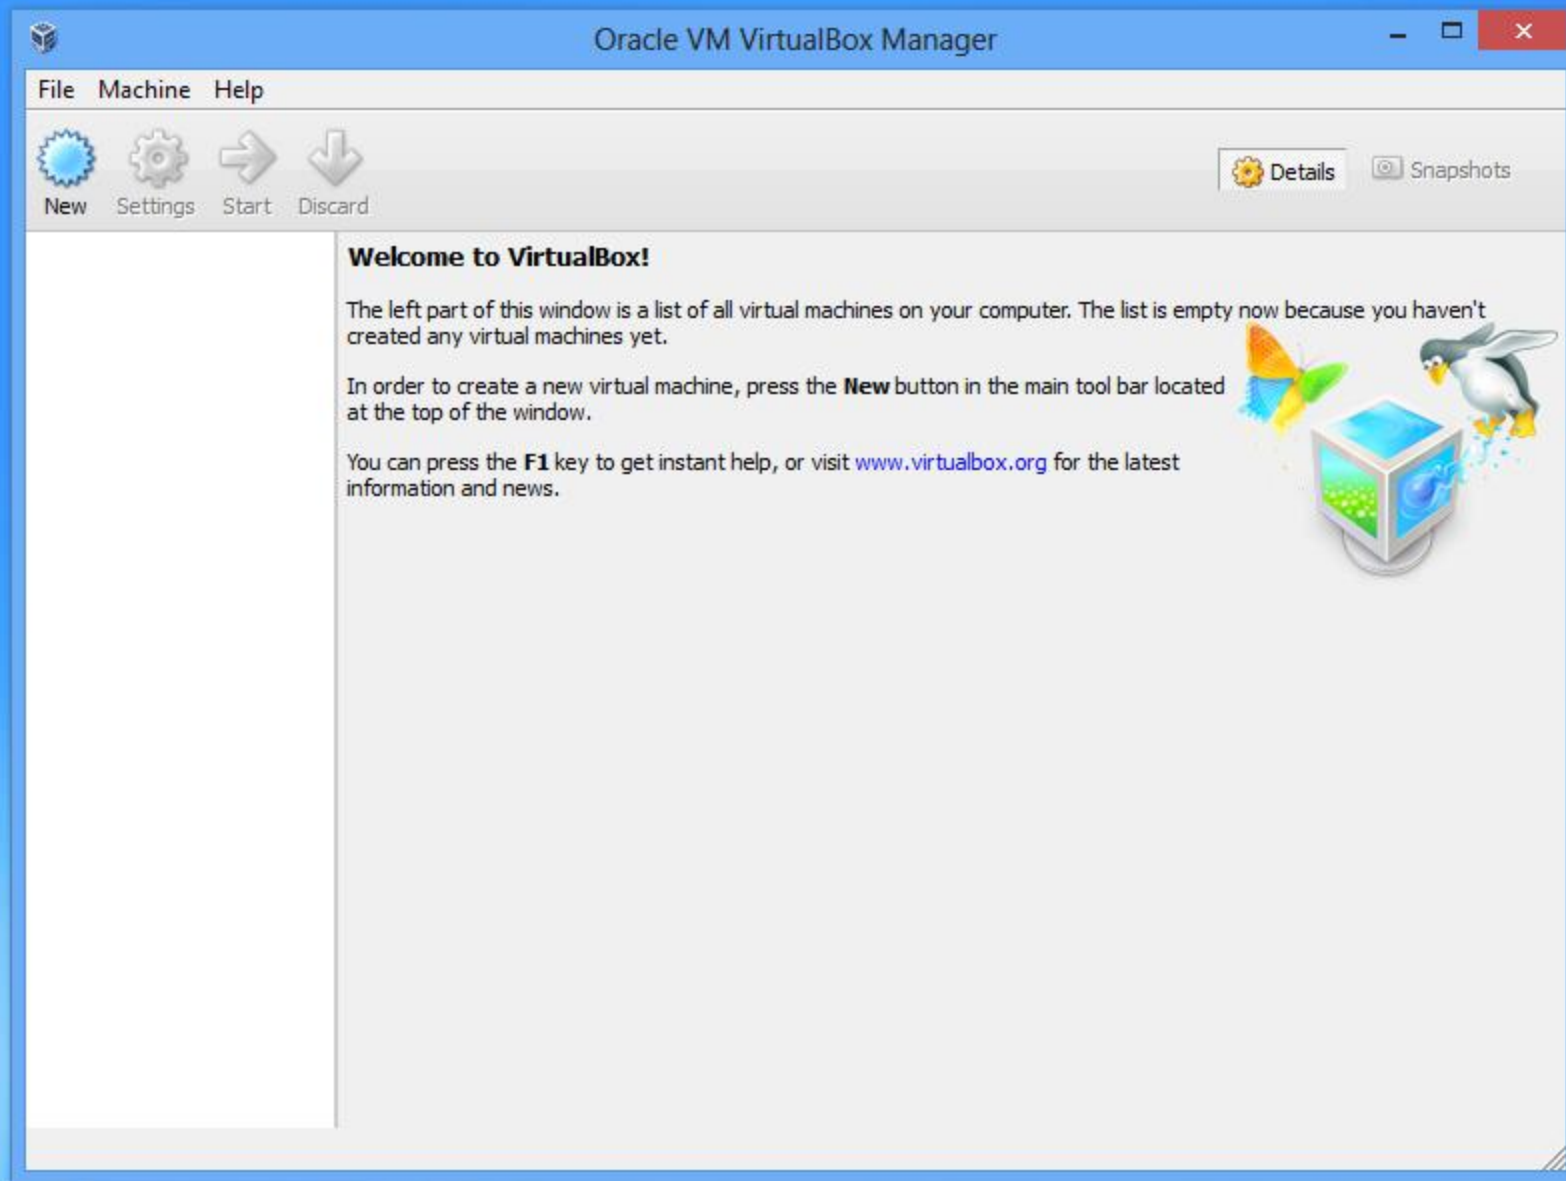 Oracle VM VirtualBox Manager
File Machine Help
New Settings Start Discard
Details Snapshots
Welcome to VirtualBox!
The left part of this window is a list of all virtual machines on your computer. The list is empty now because you haven't
created any virtual machines yet.
In order to create a new virtual machine, press the New button in the main tool bar located
at the top of the window.
You can press the F1 key to get instant help, or visit www.virtualbox.org for the latest
information and news.